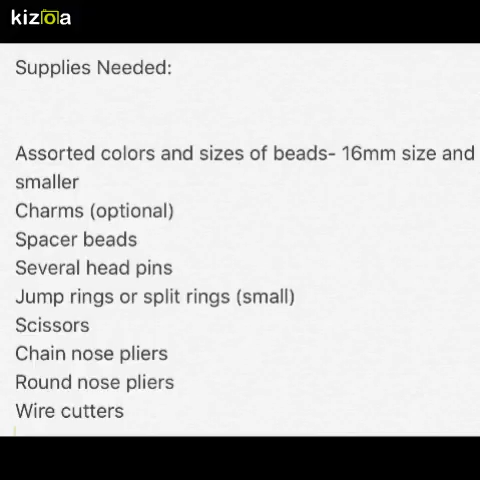 kizoa
Supplies Needed:
Assorted colors and sizes of beads- 16mm size and
smaller
Charms (optional)
Spacer beads
Several head pins
Jump rings or split rings (small)
Scissors
Chain nose pliers
Round nose pliers
Wire cutters